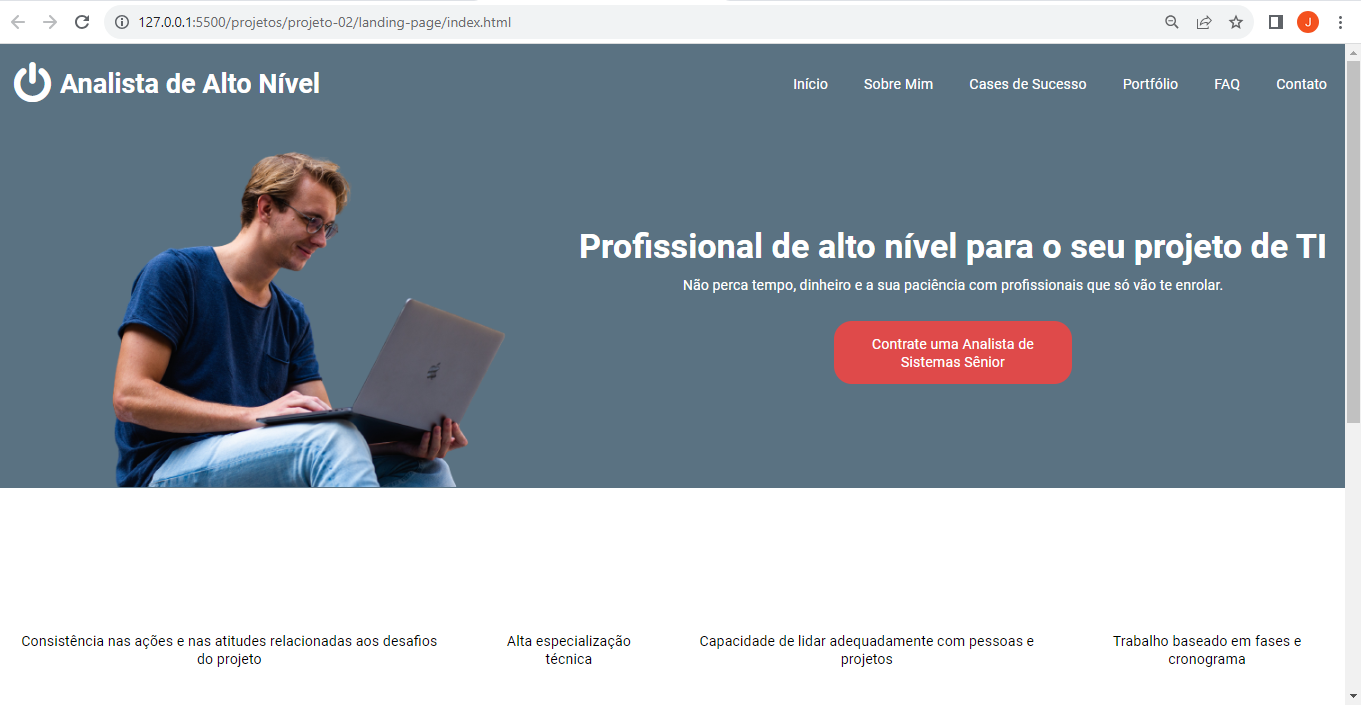 127.0.0.1:5500/projetos/projeto-02/landing-page/index.html
J
Analista de Alto Nível
Início Sobre Mim Cases de Sucesso Portfólio FAQ Contato
Profissional de alto nível para o seu projeto de TI
Não perca tempo, dinheiro e a sua paciência com profissionais que só vão te enrolar.
Contrate uma Analista de
Sistemas Sênior
Consistência nas ações e nas atitudes relacionadas aos desafios
do projeto
Alta especialização
técnica
Capacidade de lidar adequadamente com pessoas e
projetos
Trabalho baseado em fases e
cronograma